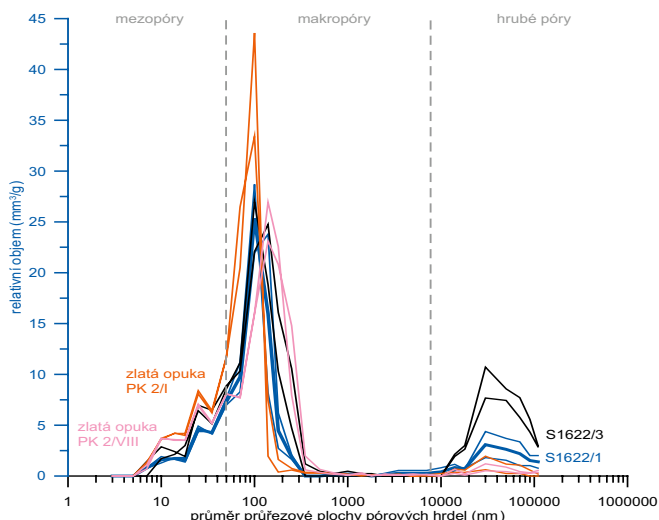 mezopóry makropóry hrubé póry
45
40
35
30
25
20
15
10
5
0
relativní objem (mm³/g)
zlatá opuka
PK 2/I
zlatá opuka
PK 2/VIII
S1622/3
S1622/1
1 10 100 1000 10000 100000 1000000
průměr průřezové plochy pórových hrdel (nm)